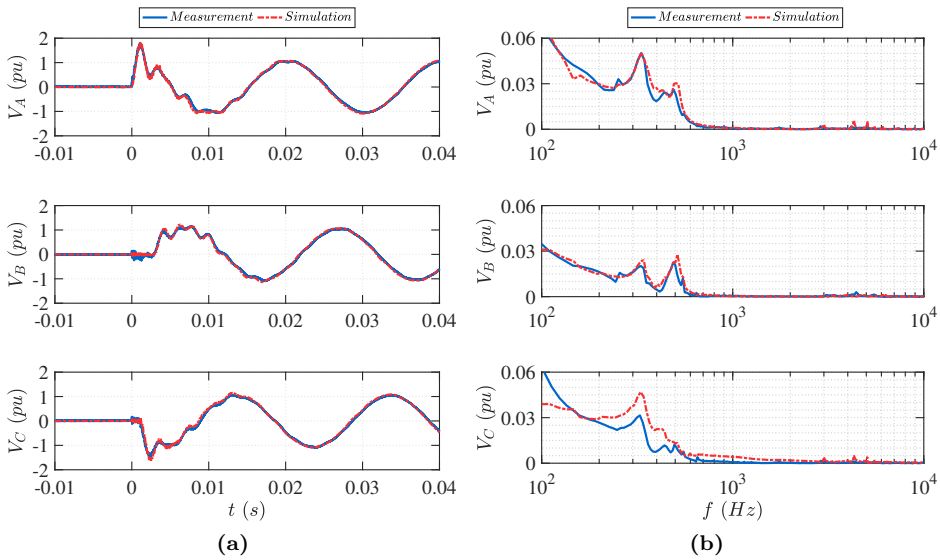 Measurement Simulation
Measurement Simulation
V_A (pu)
2
1
0
-1
-2
-0.01 0 0.01 0.02 0.03 0.04
V_A (pu)
0.06
0.03
0
10^2 10^3 10^4
V_B (pu)
2
1
0
-1
-2
-0.01 0 0.01 0.02 0.03 0.04
V_B (pu)
0.06
0.03
0
10^2 10^3 10^4
V_C (pu)
2
1
0
-1
-2
-0.01 0 0.01 0.02 0.03 0.04
t (s)
(a)
V_C (pu)
0.06
0.03
0
10^2 10^3 10^4
f (Hz)
(b)